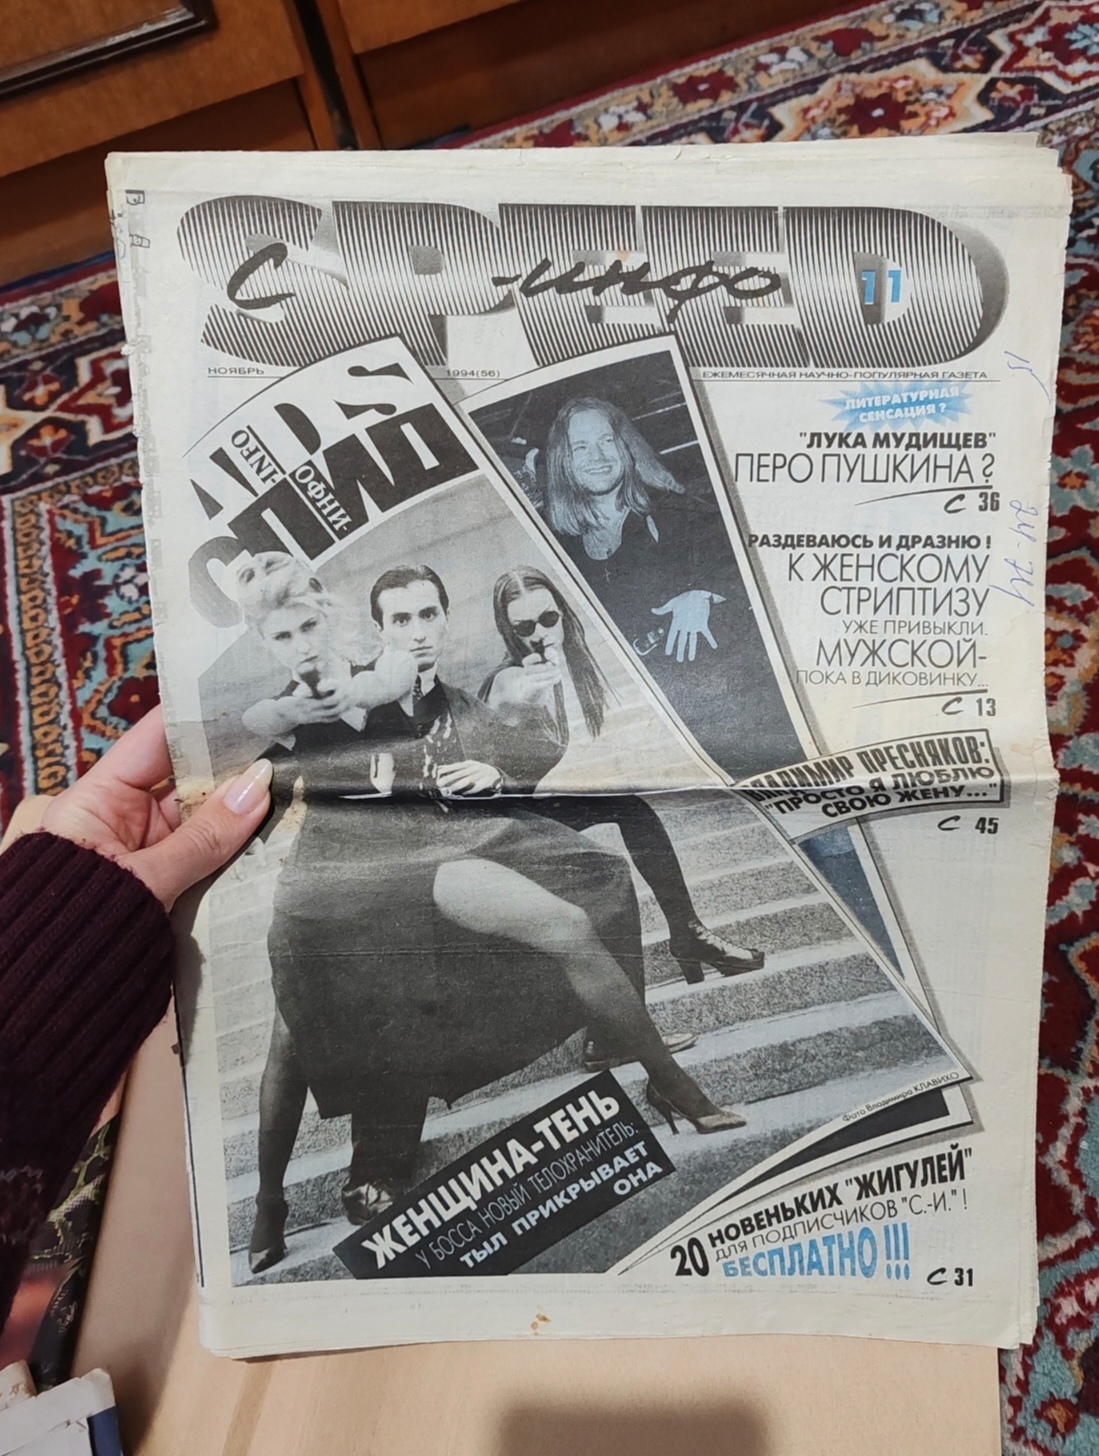 SPEED
С -инфо
11
НОЯБРЬ
1994(56)
ЕЖЕМЕСЯЧНАЯ НАУЧНО-ПОПУЛЯРНАЯ ГАЗЕТА
AIDS
INFO-
СПИД
-ИНФО
ЛИТЕРАТУРНАЯ
СЕНСАЦИЯ?
"ЛУКА МУДИЩЕВ"
ПЕРО ПУШКИНА?
С 36
РАЗДЕВАЮСЬ И ДРАЗНЮ!
К ЖЕНСКОМУ
СТРИПТИЗУ
УЖЕ ПРИВЫКЛИ.
МУЖСКОЙ-
ПОКА В ДИКОВИНКУ...
С 13
ВЛАДИМИР ПРЕСНЯКОВ:
"ПРОСТО Я ЛЮБЛЮ
СВОЮ ЖЕНУ..."
С 45
Фото Владимира КЛАВИХО
ЖЕНЩИНА-ТЕНЬ
У БОССА НОВЫЙ ТЕЛОХРАНИТЕЛЬ:
ТЫЛ ПРИКРЫВАЕТ
ОНА
20 НОВЕНЬКИХ "ЖИГУЛЕЙ"
ДЛЯ ПОДПИСЧИКОВ "С.-И."!
БЕСПЛАТНО!!!
С 31